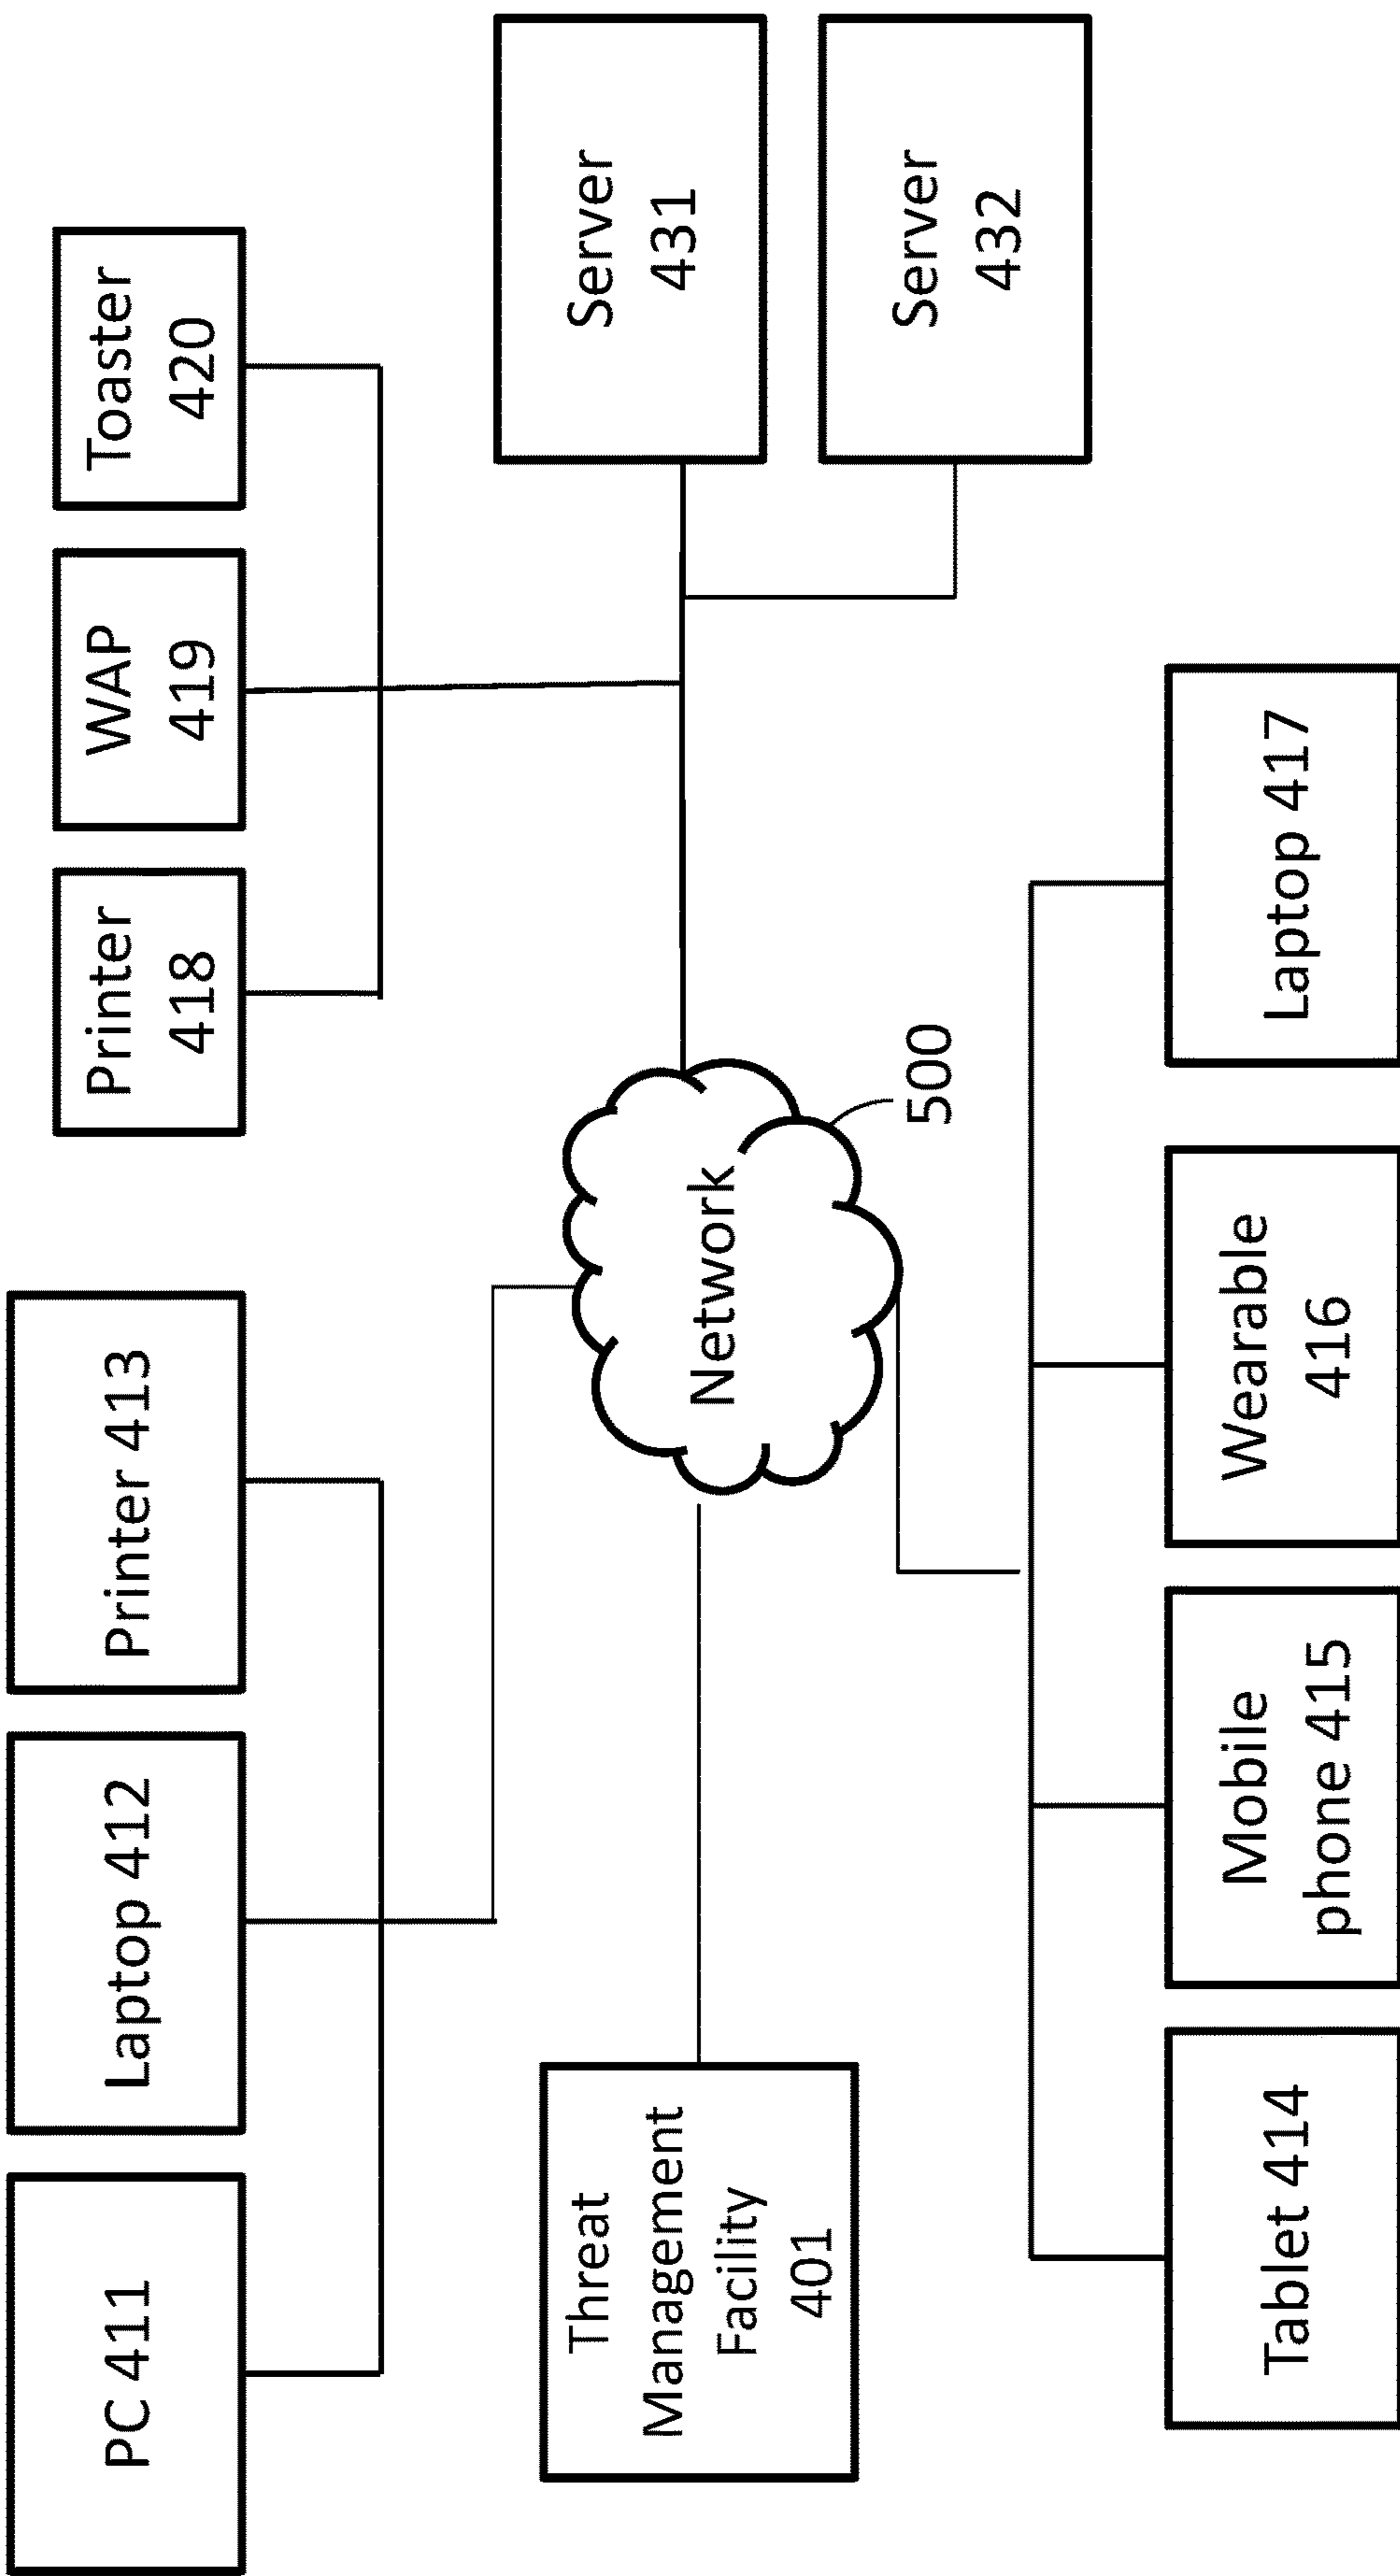 PC 411
Laptop 412
Printer 413
Printer
418
WAP
419
Toaster
420
Threat
Management
Facility
401
Network
500
Server
431
Server
432
Tablet 414
Mobile
phone 415
Wearable
416
Laptop 417